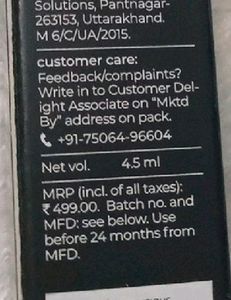 Solutions, Pantnagar-
263153, Uttarakhand.
M 6/C/UA/2015.
customer care:
Feedback/complaints?
Write in to Customer Del-
ight Associate on "Mktd
By" address on pack.
+91-75064-96604
Net vol. 4.5 ml
MRP (incl. of all taxes):
₹499.00. Batch no. and
MFD: see below. Use
before 24 months from
MFD.